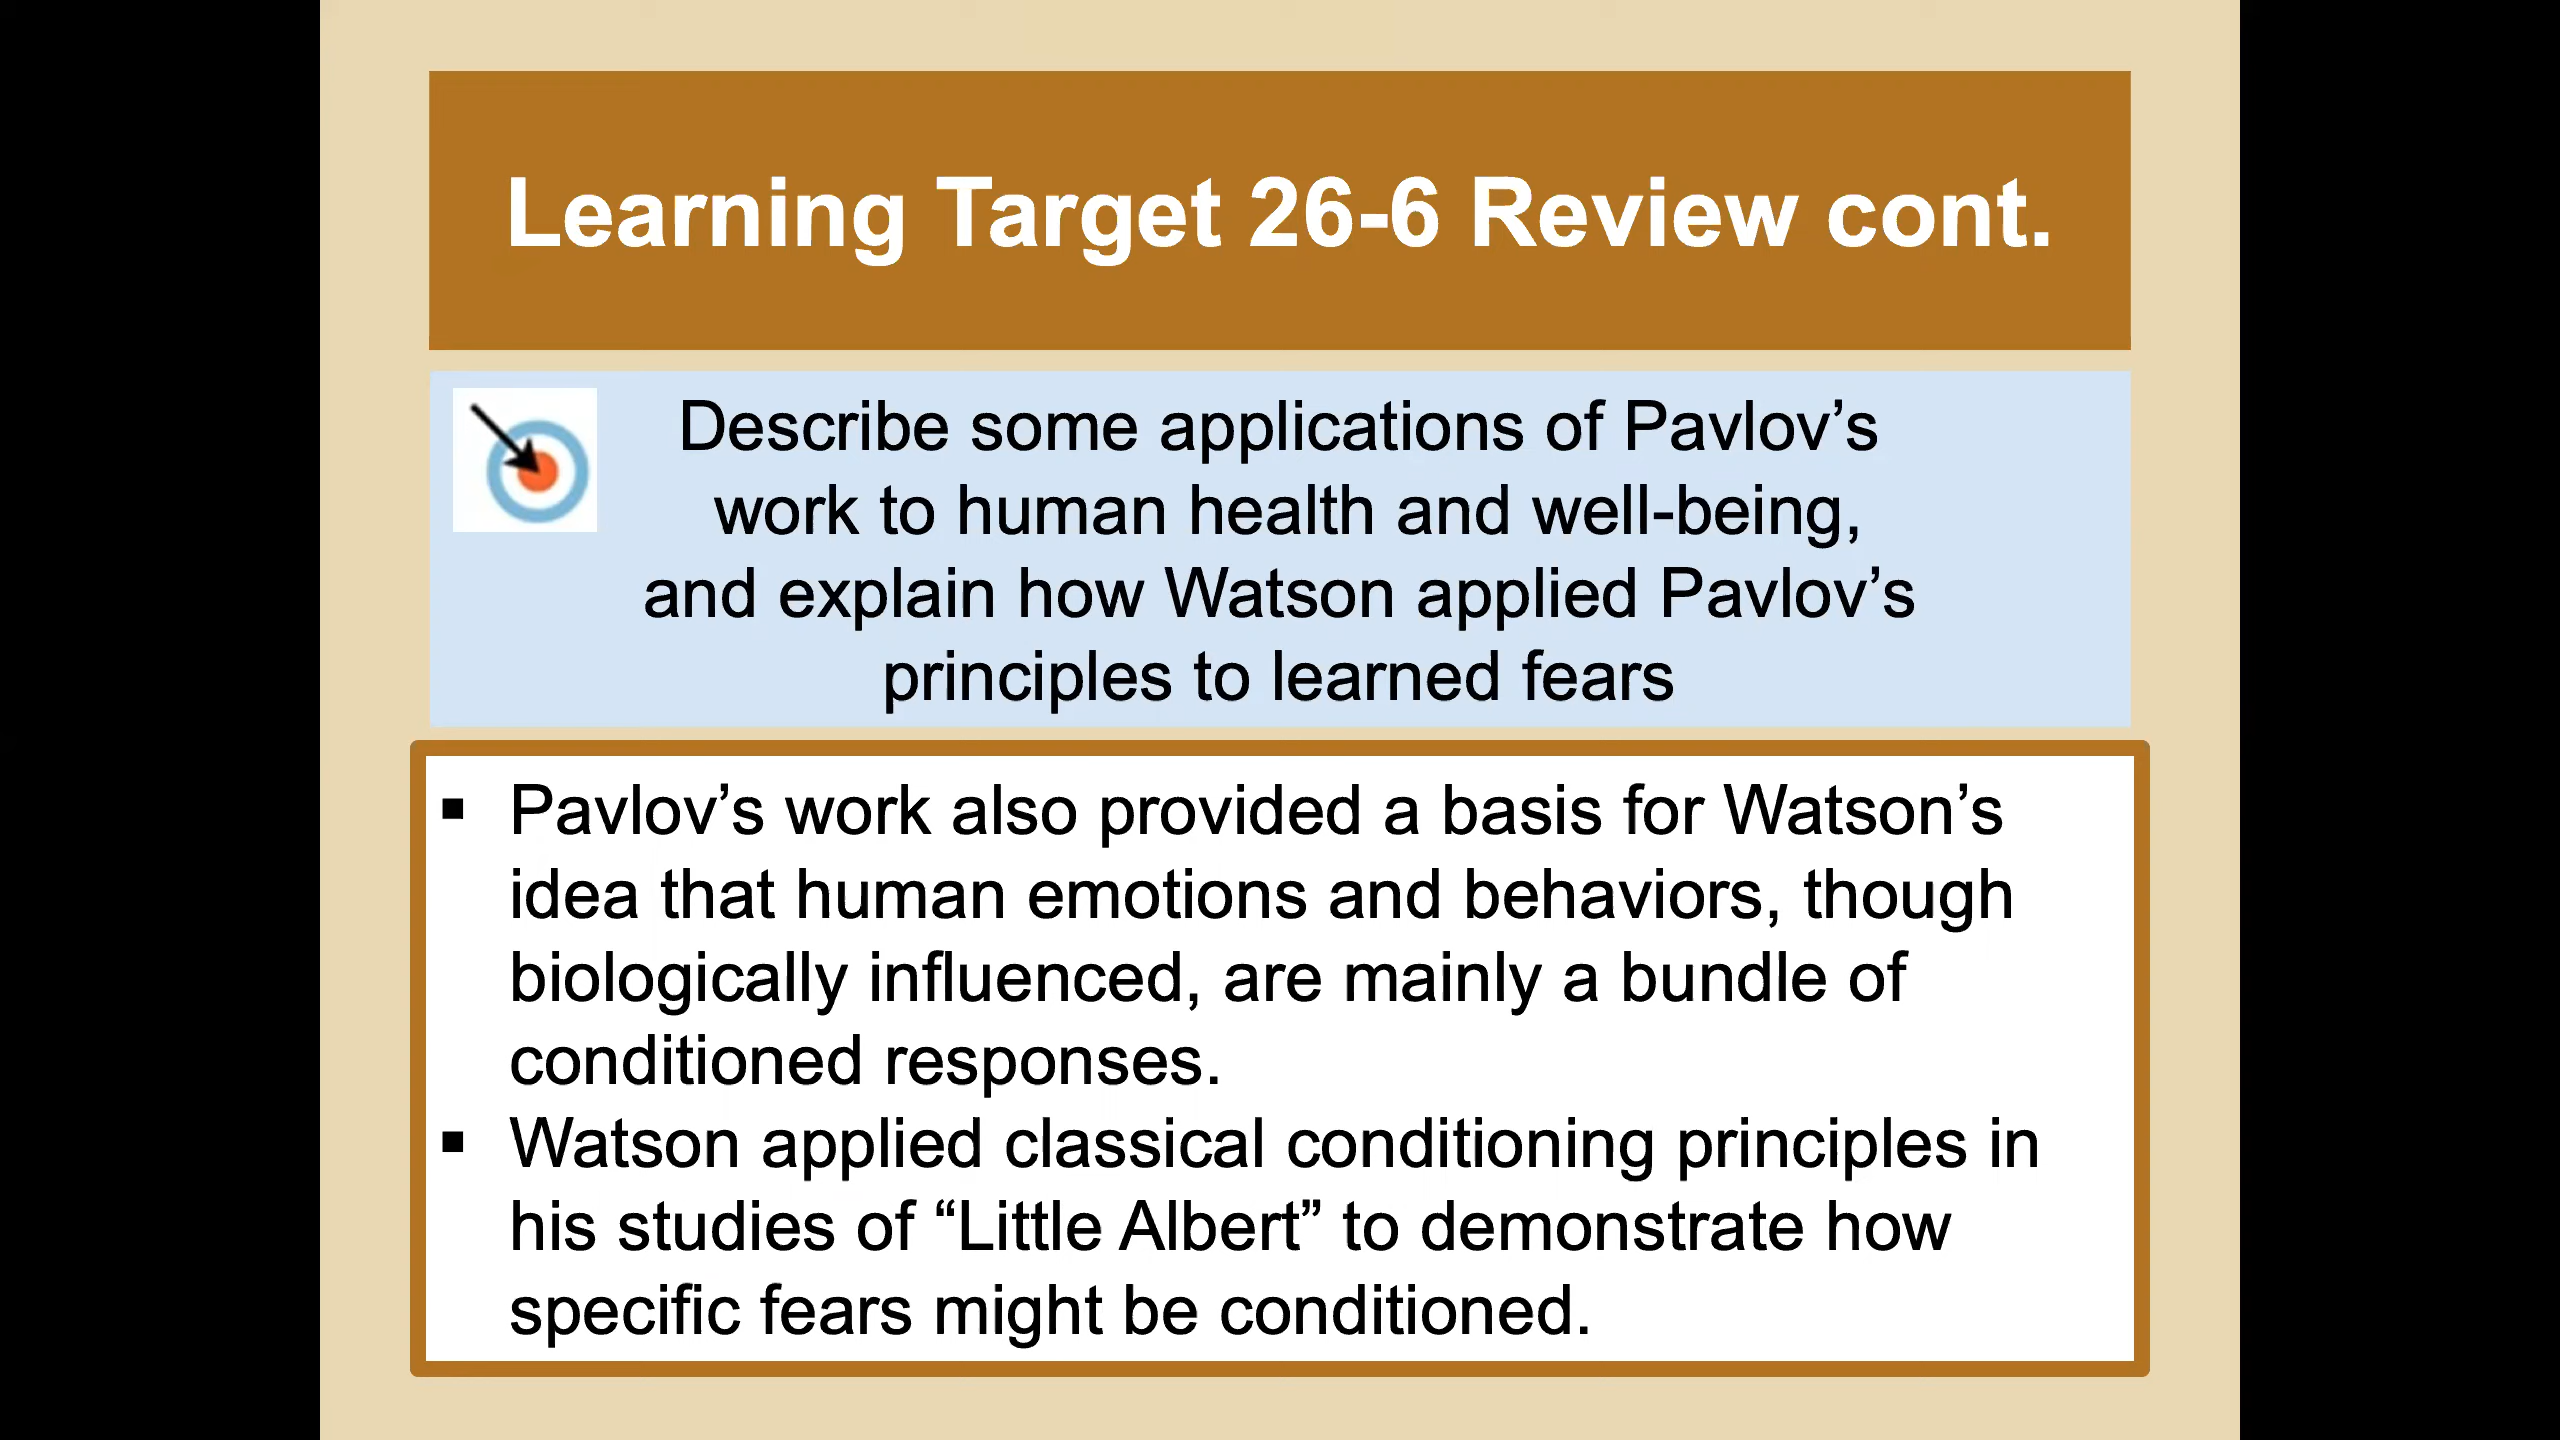 Learning Target 26-6 Review cont.
Describe some applications of Pavlov’s
work to human health and well-being,
and explain how Watson applied Pavlov’s
principles to learned fears
▪ Pavlov’s work also provided a basis for Watson’s
idea that human emotions and behaviors, though
biologically influenced, are mainly a bundle of
conditioned responses.
▪ Watson applied classical conditioning principles in
his studies of “Little Albert” to demonstrate how
specific fears might be conditioned.